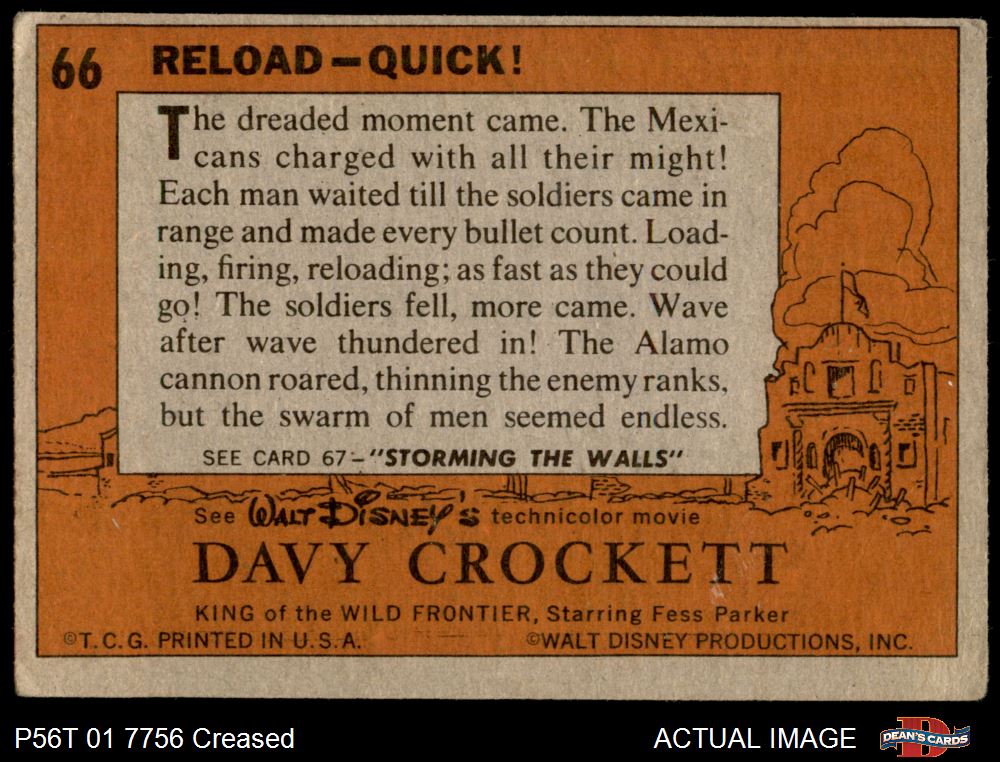 66 RELOAD—QUICK!
The dreaded moment came. The Mexi-
cans charged with all their might!
Each man waited till the soldiers came in
range and made every bullet count. Load-
ing, firing, reloading; as fast as they could
go! The soldiers fell, more came. Wave
after wave thundered in! The Alamo
cannon roared, thinning the enemy ranks,
but the swarm of men seemed endless.
SEE CARD 67—"STORMING THE WALLS"
See WALT DISNEY'S technicolor movie
DAVY CROCKETT
KING of the WILD FRONTIER, Starring Fess Parker
©T.C.G. PRINTED IN U.S.A. ©WALT DISNEY PRODUCTIONS, INC.
P56T 01 7756 Creased ACTUAL IMAGE D DEAN'S CARDS